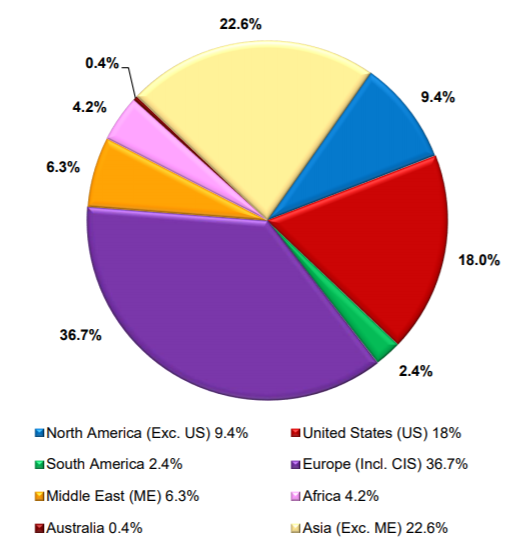 22.6%
0.4%
9.4%
4.2%
6.3%
18.0%
36.7%
2.4%
North America (Exc. US) 9.4%
United States (US) 18%
South America 2.4%
Europe (Incl. CIS) 36.7%
Middle East (ME) 6.3%
Africa 4.2%
Australia 0.4%
Asia (Exc. ME) 22.6%